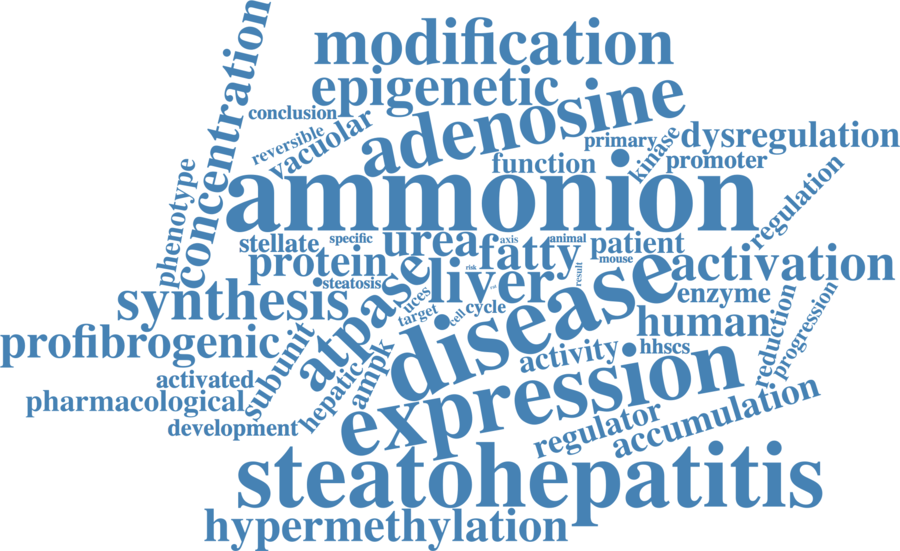 modification
epigenetic
concentration
conclusion
adenosine
reversible
vacuolar
primary
kinase
dysregulation
function
promoter
ammonion
phenotype
regulation
stellate
specific
urea
axis
fatty
animal
patient
mouse
protein
steatosis
liver
risk
result
disease
activation
enzyme
synthesis
atpase
uces
target
cell
cycle
human
reduction
progression
profibrogenic
subunit
activated
hepatic
ampk
activity
hhscs
expression
pharmacological
development
regulator
accumulation
steatohepatitis
hypermethylation